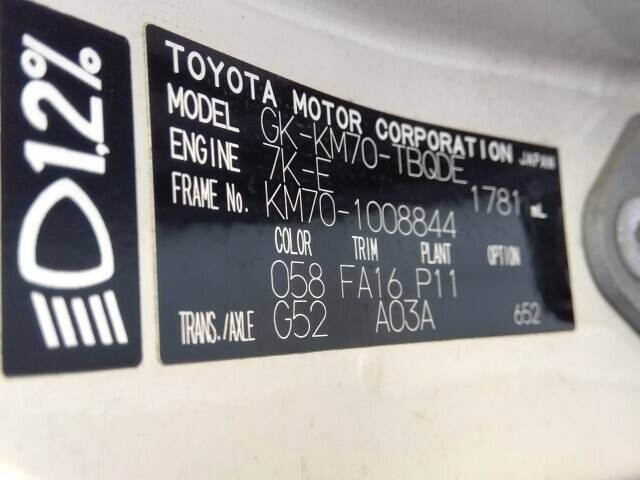 1.2%
TOYOTA MOTOR CORPORATION JAPAN
MODEL GK-KM70-TBQDE
ENGINE 7K-E 1781 mL
FRAME No. KM70-1008844
COLOR TRIM PLANT OPTION
058 FA16 P11
TRANS./AXLE G52 A03A 652